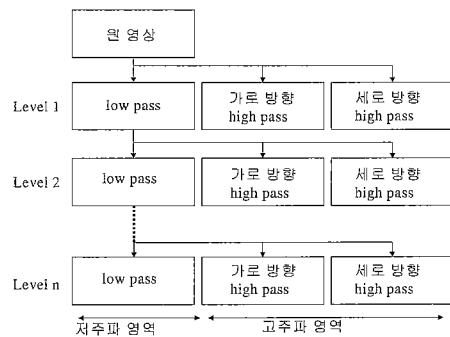 원 영상
Level 1
low pass
가로 방향
high pass
세로 방향
high pass
Level 2
low pass
가로 방향
high pass
세로 방향
high pass
Level n
low pass
가로 방향
high pass
세로 방향
high pass
저주파 영역
고주파 영역